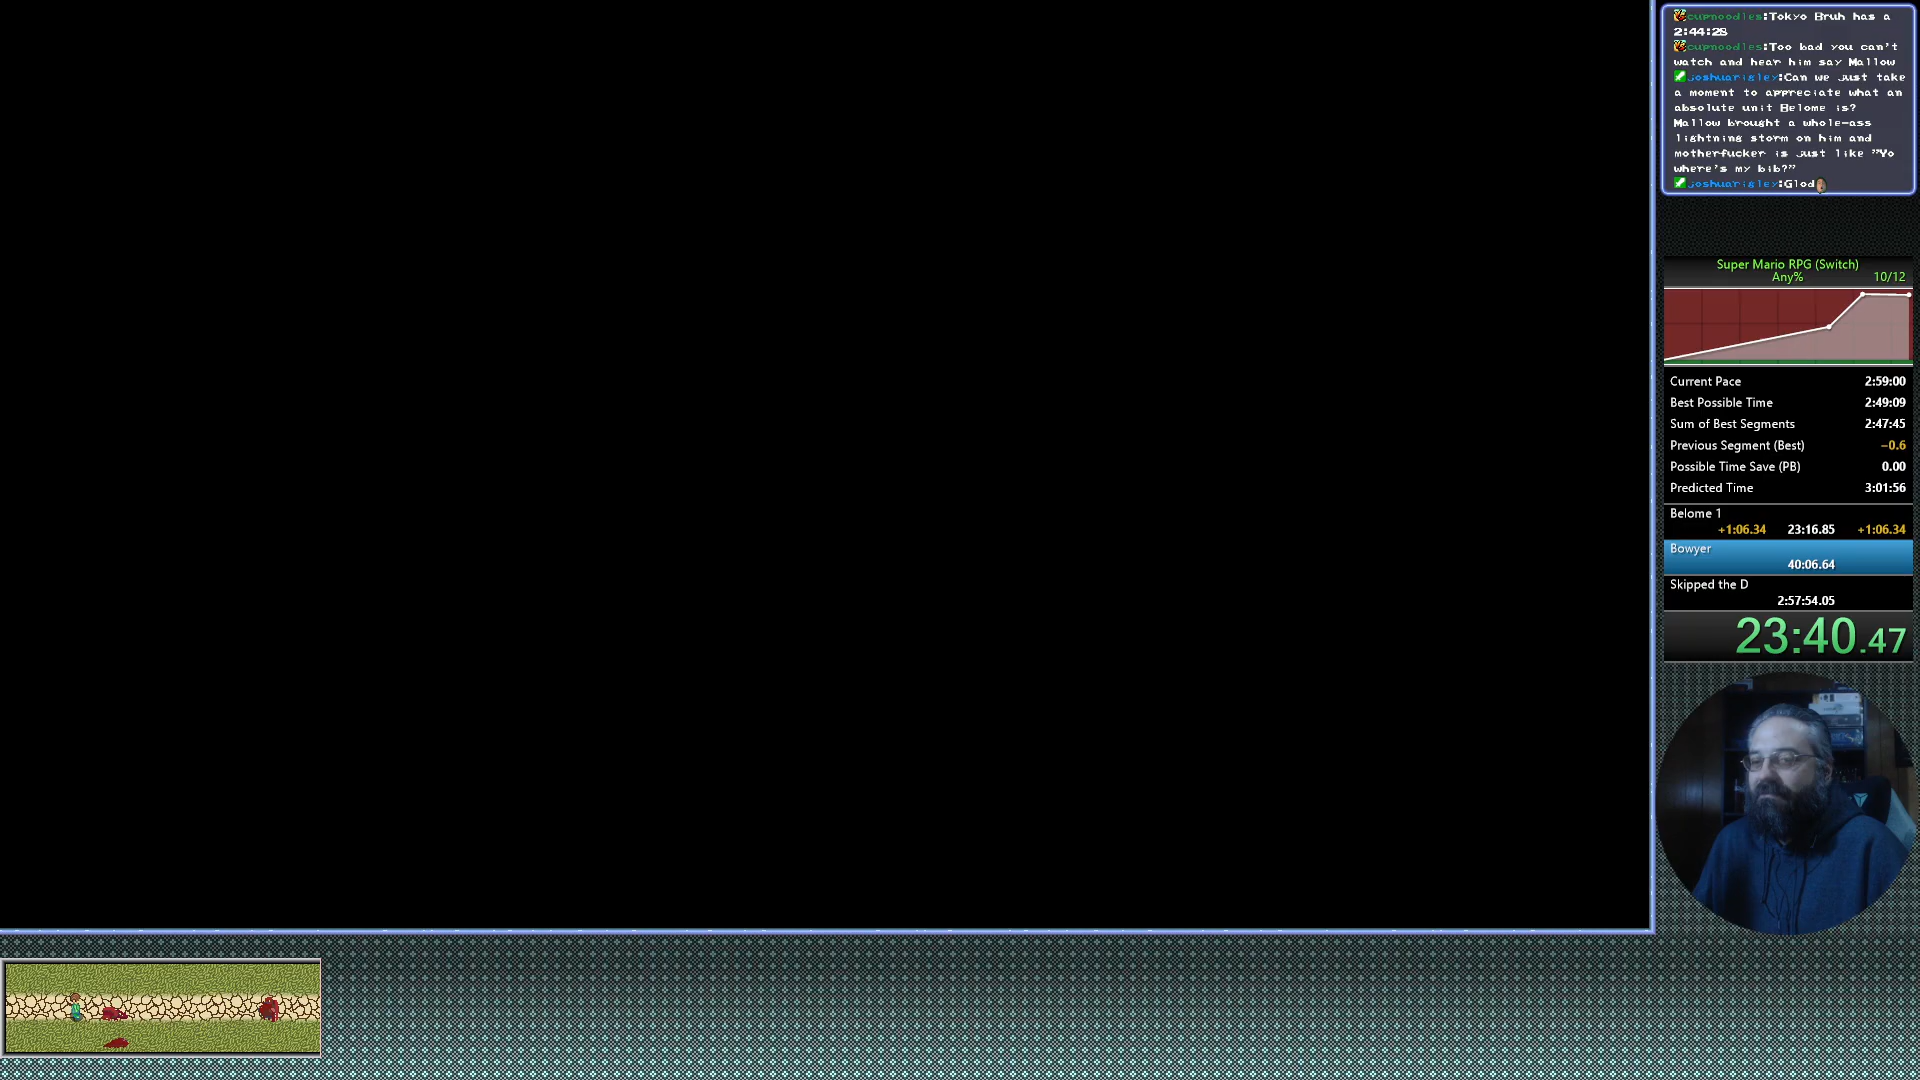 cupnoodles:Tokyo Bruh has a
2:44:28
cupnoodles:Too bad you can't
watch and hear him say Mallow
joshuarigley:Can we just take
a moment to appreciate what an
absolute unit Belome is?
Mallow brought a whole-ass
lightning storm on him and
motherfucker is just like "Yo
where's my bib?"
joshuarigley:Glod
Super Mario RPG (Switch)
Any% 10/12
Current Pace 2:59:00
Best Possible Time 2:49:09
Sum of Best Segments 2:47:45
Previous Segment (Best) −0.6
Possible Time Save (PB) 0.00
Predicted Time 3:01:56
Belome 1
+1:06.34 23:16.85 +1:06.34
Bowyer
40:06.64
Skipped the D
2:57:54.05
23:40.47